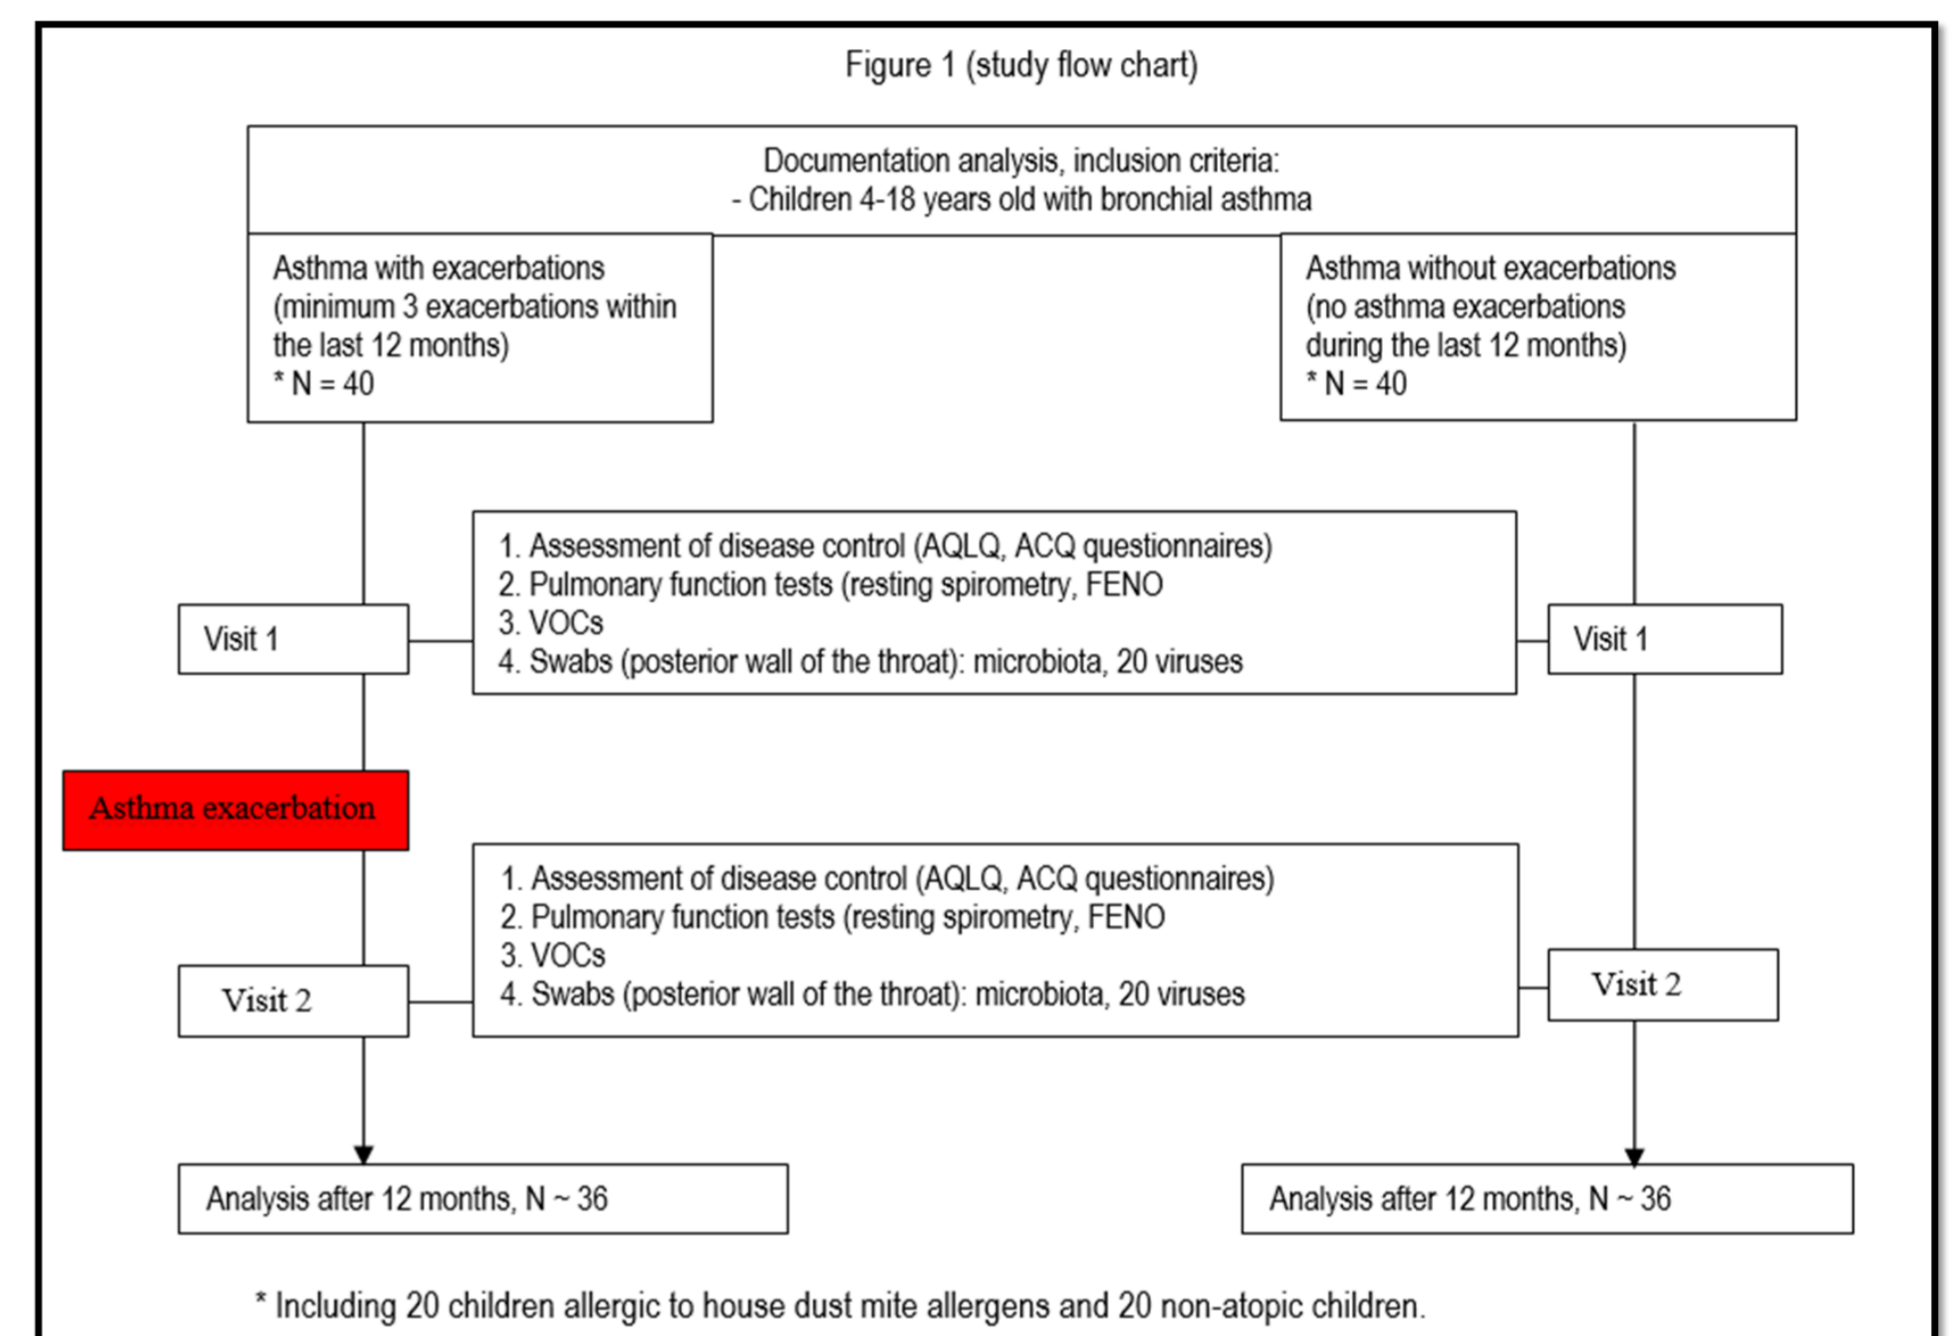 Figure 1 (study flow chart)
Documentation analysis, inclusion criteria:
- Children 4-18 years old with bronchial asthma
Asthma with exacerbations
(minimum 3 exacerbations within
the last 12 months)
* N = 40
Asthma without exacerbations
(no asthma exacerbations
during the last 12 months)
* N = 40
1. Assessment of disease control (AQLQ, ACQ questionnaires)
2. Pulmonary function tests (resting spirometry, FENO
3. VOCs
4. Swabs (posterior wall of the throat): microbiota, 20 viruses
Visit 1
Visit 1
Asthma exacerbation
1. Assessment of disease control (AQLQ, ACQ questionnaires)
2. Pulmonary function tests (resting spirometry, FENO
3. VOCs
4. Swabs (posterior wall of the throat): microbiota, 20 viruses
Visit 2
Visit 2
Analysis after 12 months, N ~ 36
Analysis after 12 months, N ~ 36
* Including 20 children allergic to house dust mite allergens and 20 non-atopic children.